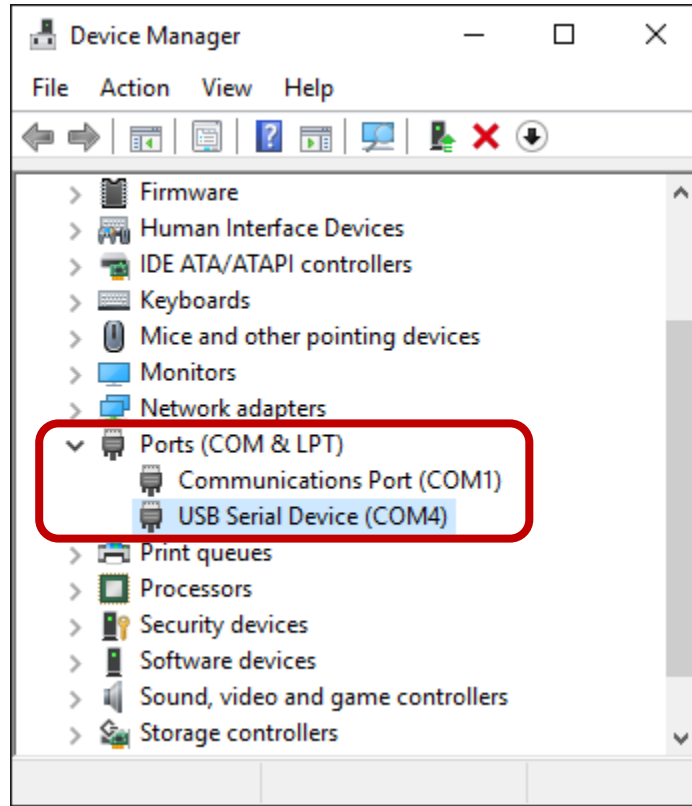 Device Manager
File Action View Help
Firmware
Human Interface Devices
IDE ATA/ATAPI controllers
Keyboards
Mice and other pointing devices
Monitors
Network adapters
Ports (COM & LPT)
Communications Port (COM1)
USB Serial Device (COM4)
Print queues
Processors
Security devices
Software devices
Sound, video and game controllers
Storage controllers